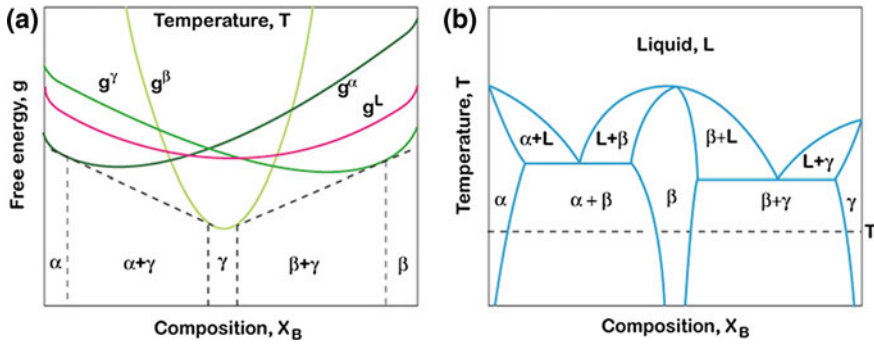 (a)
Temperature, T
g^γ
g^β
g^α
g^L
Free energy, g
α
α+γ
γ
β+γ
β
Composition, X_B
(b)
Liquid, L
α+L
L+β
β+L
L+γ
Temperature, T
α
α + β
β
β+γ
γ
T
Composition, X_B